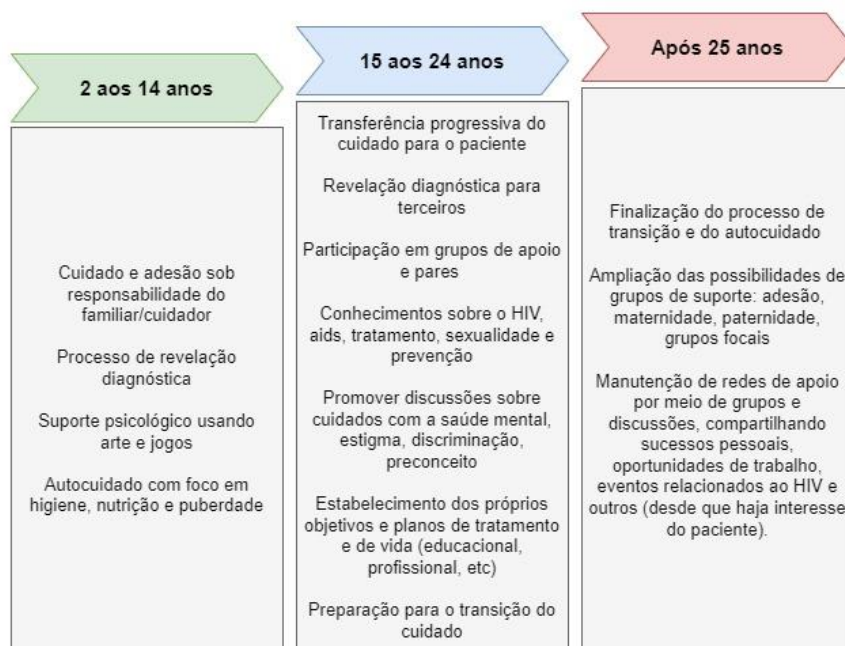 2 aos 14 anos
Cuidado e adesão sob
responsabilidade do
familiar/cuidador
Processo de revelação
diagnóstica
Suporte psicológico usando
arte e jogos
Autocuidado com foco em
higiene, nutrição e puberdade
15 aos 24 anos
Transferência progressiva do
cuidado para o paciente
Revelação diagnóstica para
terceiros
Participação em grupos de apoio
e pares
Conhecimentos sobre o HIV,
aids, tratamento, sexualidade e
prevenção
Promover discussões sobre
cuidados com a saúde mental,
estigma, discriminação,
preconceito
Estabelecimento dos próprios
objetivos e planos de tratamento
e de vida (educacional,
profissional, etc)
Preparação para o transição do
cuidado
Após 25 anos
Finalização do processo de
transição e do autocuidado
Ampliação das possibilidades de
grupos de suporte: adesão,
maternidade, paternidade,
grupos focais
Manutenção de redes de apoio
por meio de grupos e
discussões, compartilhando
sucessos pessoais,
oportunidades de trabalho,
eventos relacionados ao HIV e
outros (desde que haja interesse
do paciente).